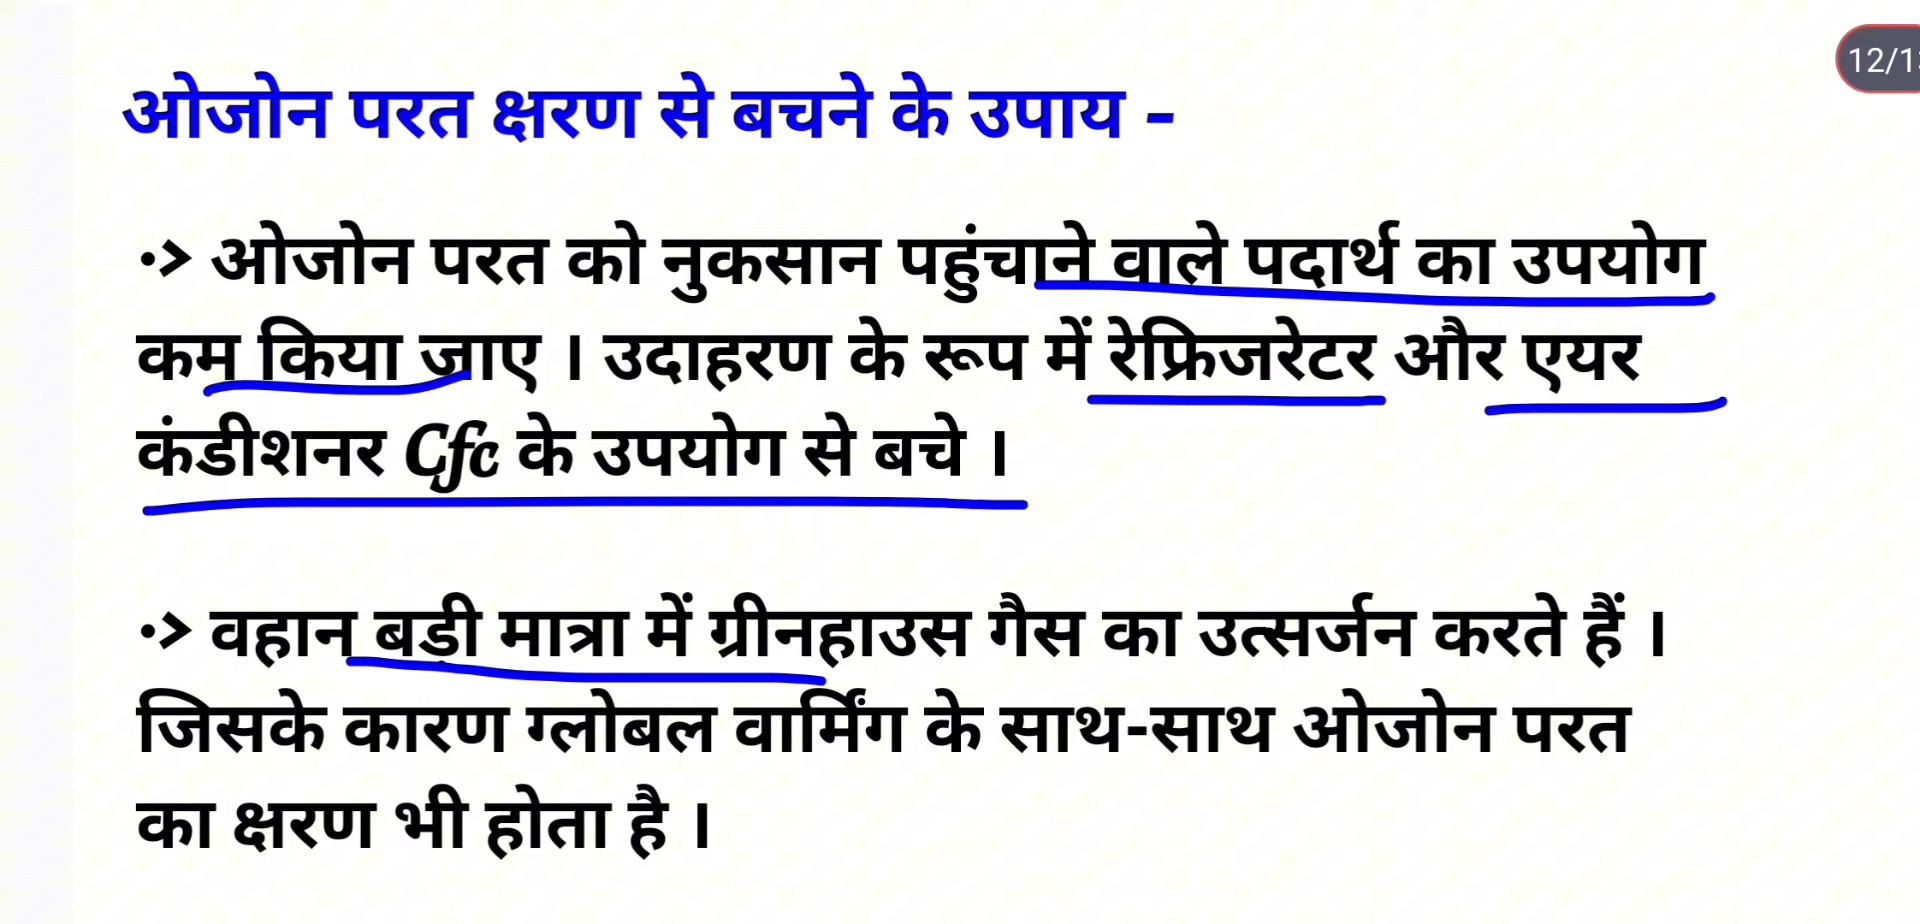 12/13
ओजोन परत क्षरण से बचने के उपाय -
·> ओजोन परत को नुकसान पहुंचाने वाले पदार्थ का उपयोग
कम किया जाए । उदाहरण के रूप में रेफ्रिजरेटर और एयर
कंडीशनर Cfc के उपयोग से बचे ।
·> वहान बड़ी मात्रा में ग्रीनहाउस गैस का उत्सर्जन करते हैं ।
जिसके कारण ग्लोबल वार्मिंग के साथ-साथ ओजोन परत
का क्षरण भी होता है ।